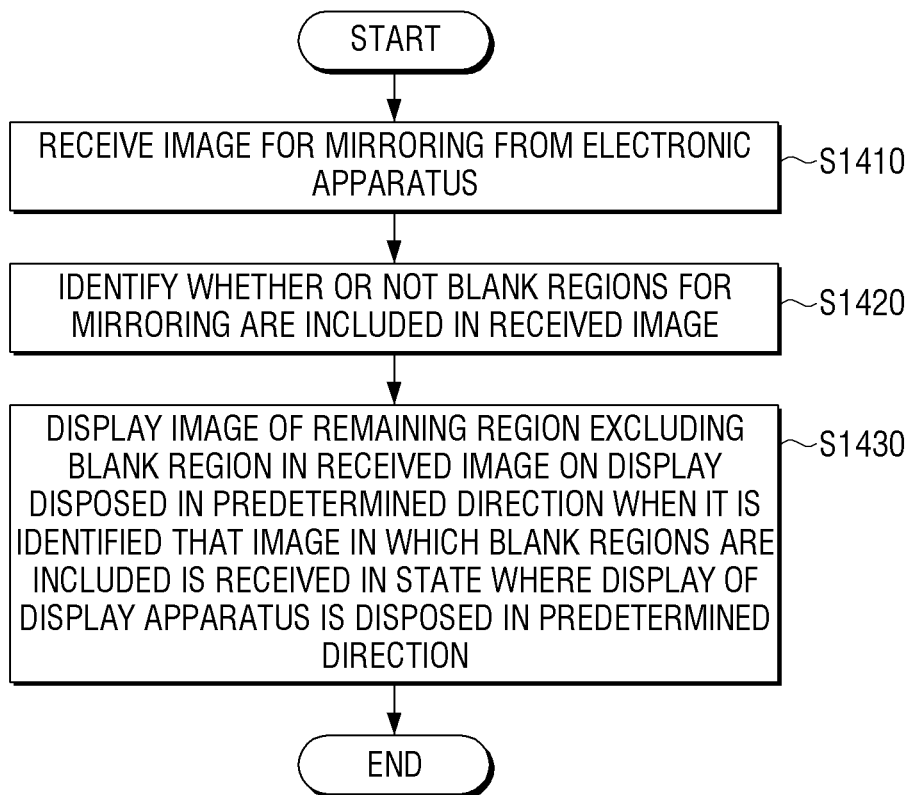 START
RECEIVE IMAGE FOR MIRRORING FROM ELECTRONIC
APPARATUS
S1410
IDENTIFY WHETHER OR NOT BLANK REGIONS FOR
MIRRORING ARE INCLUDED IN RECEIVED IMAGE
S1420
DISPLAY IMAGE OF REMAINING REGION EXCLUDING
BLANK REGION IN RECEIVED IMAGE ON DISPLAY
DISPOSED IN PREDETERMINED DIRECTION WHEN IT IS
IDENTIFIED THAT IMAGE IN WHICH BLANK REGIONS ARE
INCLUDED IS RECEIVED IN STATE WHERE DISPLAY OF
DISPLAY APPARATUS IS DISPOSED IN PREDETERMINED
DIRECTION
S1430
END